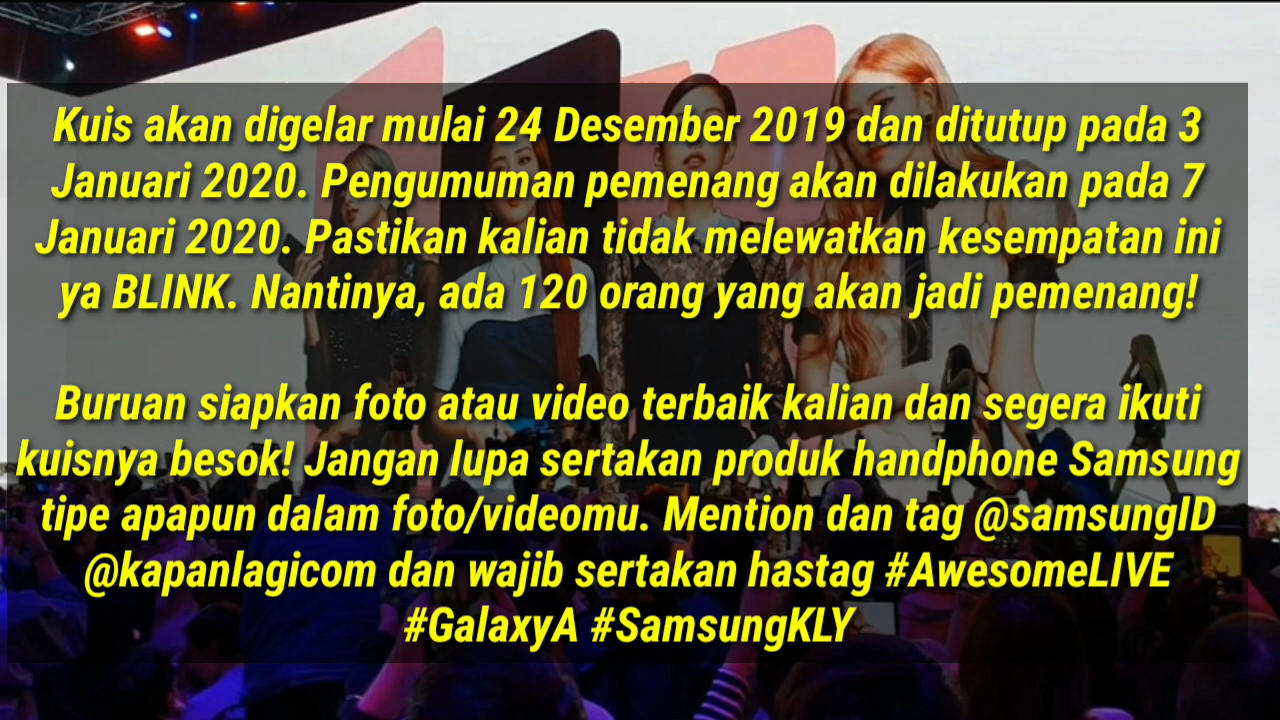 Kuis akan digelar mulai 24 Desember 2019 dan ditutup pada 3
Januari 2020. Pengumuman pemenang akan dilakukan pada 7
Januari 2020. Pastikan kalian tidak melewatkan kesempatan ini
ya BLINK. Nantinya, ada 120 orang yang akan jadi pemenang!
Buruan siapkan foto atau video terbaik kalian dan segera ikuti
kuisnya besok! Jangan lupa sertakan produk handphone Samsung
tipe apapun dalam foto/videomu. Mention dan tag @samsungID
@kapanlagicom dan wajib sertakan hastag #AwesomeLIVE
#GalaxyA #SamsungKLY